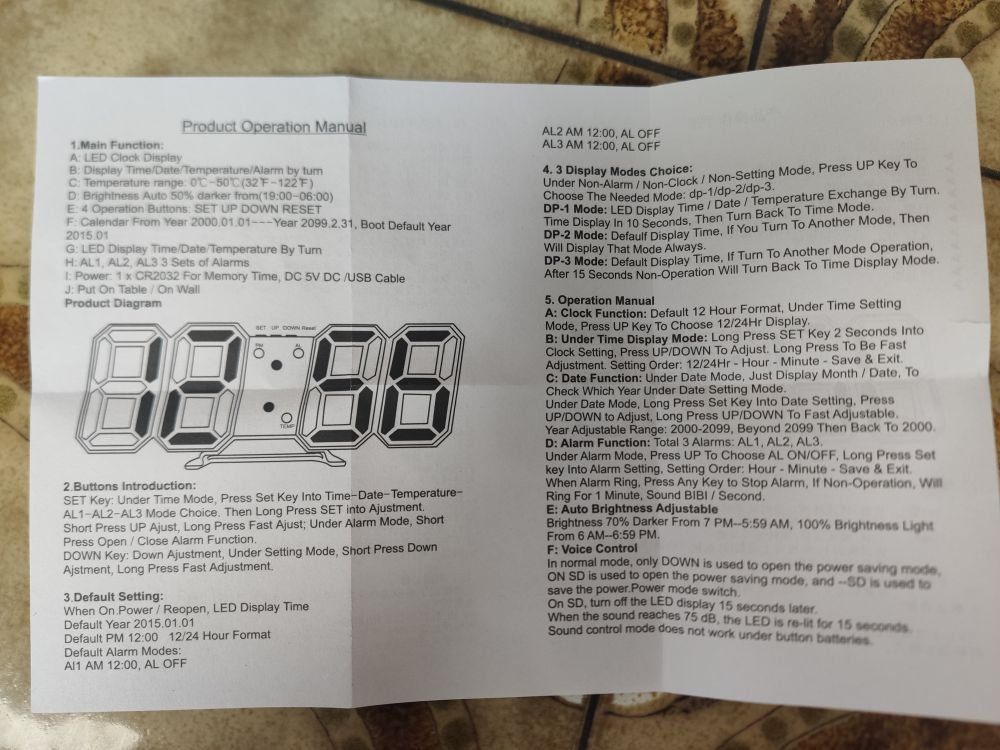 Product Operation Manual
1.Main Function:
A: LED Clock Display
B: Display Time/Date/Temperature/Alarm by turn
C: Temperature range: 0℃-50℃(32℉-122℉)
D: Brightness Auto 50% darker from(19:00-06:00)
E: 4 Operation Buttons: SET UP DOWN RESET
F: Calendar From Year 2000.01.01---Year 2099.2.31, Boot Default Year
2015.01
G: LED Display Time/Date/Temperature By Turn
H: AL1, AL2, AL3 3 Sets of Alarms
I: Power: 1 x CR2032 For Memory Time, DC 5V DC /USB Cable
J: Put On Table / On Wall
Product Diagram
SET UP DOWN Reset
PM AL
12:56
TEMP
2.Buttons Introduction:
SET Key: Under Time Mode, Press Set Key Into Time-Date-Temperature-
AL1-AL2-AL3 Mode Choice. Then Long Press SET into Ajustment.
Short Press UP Ajust, Long Press Fast Ajust; Under Alarm Mode, Short
Press Open / Close Alarm Function.
DOWN Key: Down Ajustment, Under Setting Mode, Short Press Down
Ajstment, Long Press Fast Adjustment.
3.Default Setting:
When On Power / Reopen, LED Display Time
Default Year 2015.01.01
Default PM 12:00 12/24 Hour Format
Default Alarm Modes:
Al1 AM 12:00, AL OFF
AL2 AM 12:00, AL OFF
AL3 AM 12:00, AL OFF
4. 3 Display Modes Choice:
Under Non-Alarm / Non-Clock / Non-Setting Mode, Press UP Key To
Choose The Needed Mode: dp-1/dp-2/dp-3.
DP-1 Mode: LED Display Time / Date / Temperature Exchange By Turn.
Time Display In 10 Seconds, Then Turn Back To Time Mode.
DP-2 Mode: Defaulf Display Time, If You Turn To Another Mode, Then
Will Display That Mode Always.
DP-3 Mode: Default Display Time, If Turn To Another Mode Operation,
After 15 Seconds Non-Operation Will Turn Back To Time Display Mode.
5. Operation Manual
A: Clock Function: Default 12 Hour Format, Under Time Setting
Mode, Press UP Key To Choose 12/24Hr Display.
B: Under Time Display Mode: Long Press SET Key 2 Seconds Into
Clock Setting, Press UP/DOWN To Adjust. Long Press To Be Fast
Adjustment. Setting Order: 12/24Hr - Hour - Minute - Save & Exit.
C: Date Function: Under Date Mode, Just Display Month / Date, To
Check Which Year Under Date Setting Mode.
Under Date Mode, Long Press Set Key Into Date Setting, Press
UP/DOWN to Adjust, Long Press UP/DOWN To Fast Adjustable.
Year Adjustable Range: 2000-2099, Beyond 2099 Then Back To 2000.
D: Alarm Function: Total 3 Alarms: AL1, AL2, AL3.
Under Alarm Mode, Press UP To Choose AL ON/OFF, Long Press Set
key Into Alarm Setting, Setting Order: Hour - Minute - Save & Exit.
When Alarm Ring, Press Any Key to Stop Alarm, If Non-Operation, Will
Ring For 1 Minute, Sound BIBI / Second.
E: Auto Brightness Adjustable
Brightness 70% Darker From 7 PM--5:59 AM, 100% Brightness Light
From 6 AM--6:59 PM.
F: Voice Control
In normal mode, only DOWN is used to open the power saving mode,
ON SD is used to open the power saving mode, and --SD is used to
save the power.Power mode switch.
On SD, turn off the LED display 15 seconds later.
When the sound reaches 75 dB, the LED is re-lit for 15 seconds.
Sound control mode does not work under button batteries.